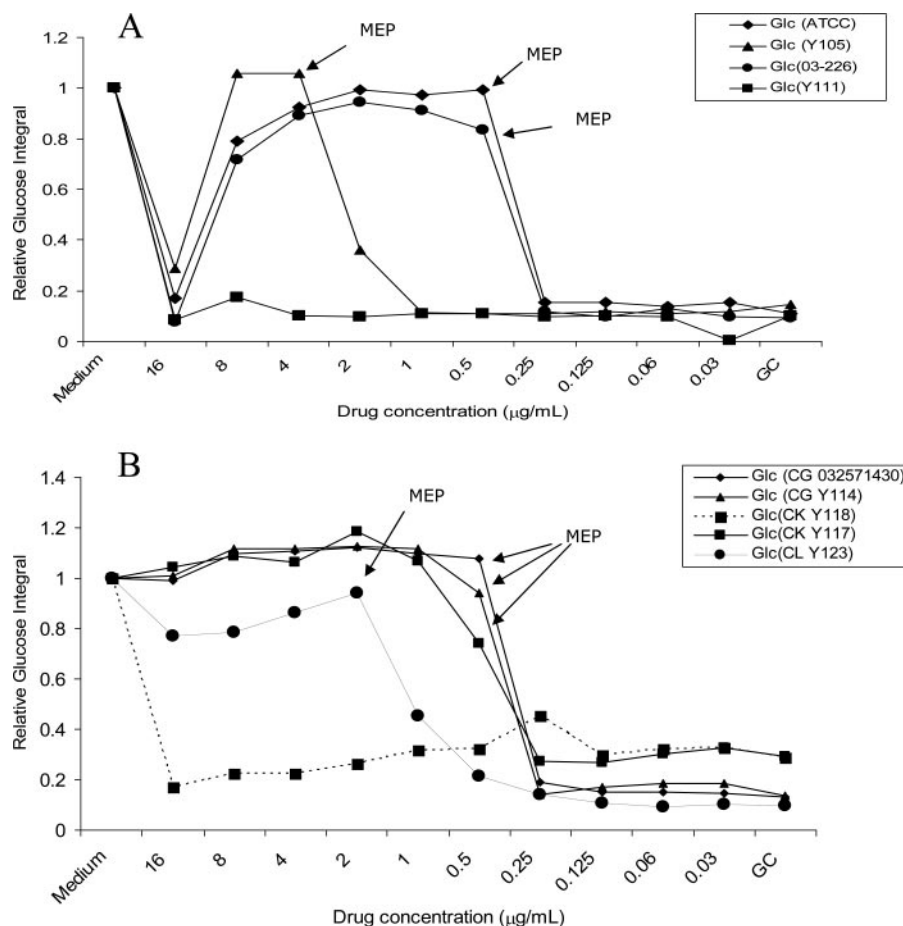 A
MEP
MEP
MEP
Glc (ATCC)
Glc (Y105)
Glc(03-226)
Glc(Y111)
Relative Glucose Integral
1.2
1
0.8
0.6
0.4
0.2
0
Medium
16
8
4
2
1
0.5
0.25
0.125
0.06
0.03
GC
Drug concentration (μg/mL)
B
MEP
MEP
Glc (CG 032571430)
Glc (CG Y114)
Glc(CK Y118)
Glc(CK Y117)
Glc(CL Y123)
Relative Glucose Integral
1.4
1.2
1
0.8
0.6
0.4
0.2
0
Medium
16
8
4
2
1
0.5
0.25
0.125
0.06
0.03
GC
Drug concentration (μg/mL)